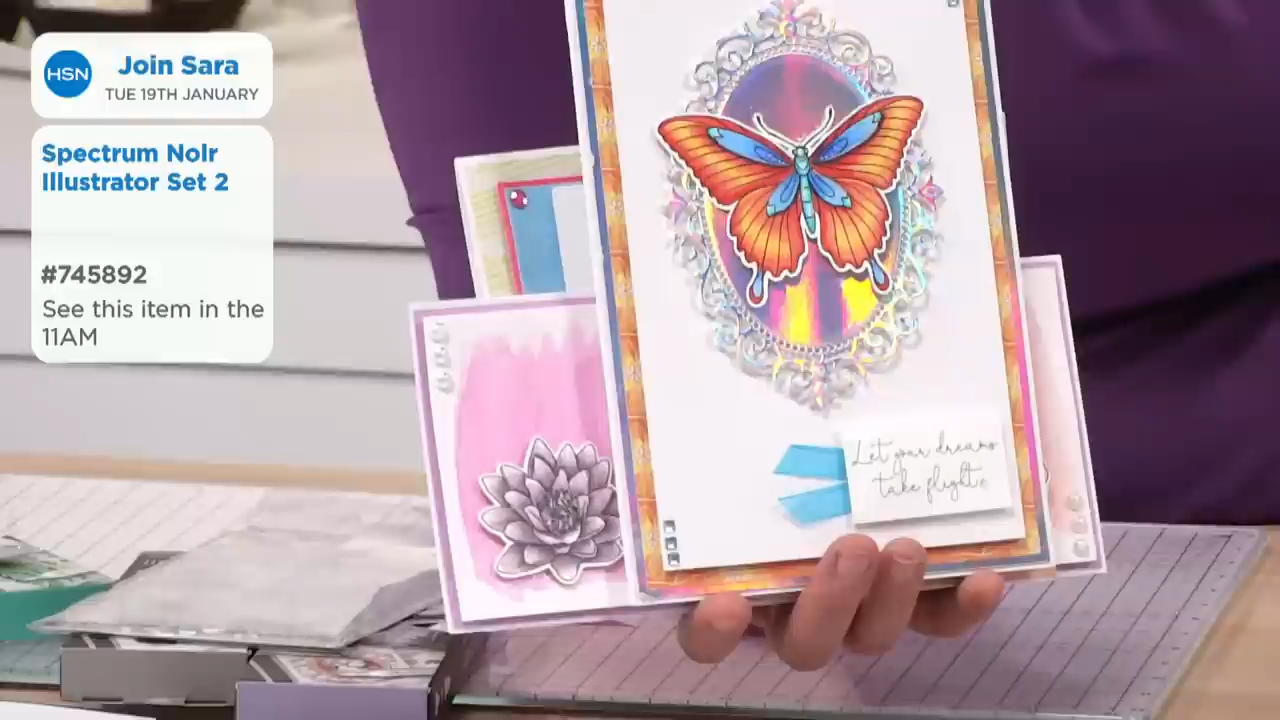 HSN
Join Sara
TUE 19TH JANUARY
Spectrum NoIr
Illustrator Set 2
#745892
See this item in the
11AM
Let your dreams
take flight